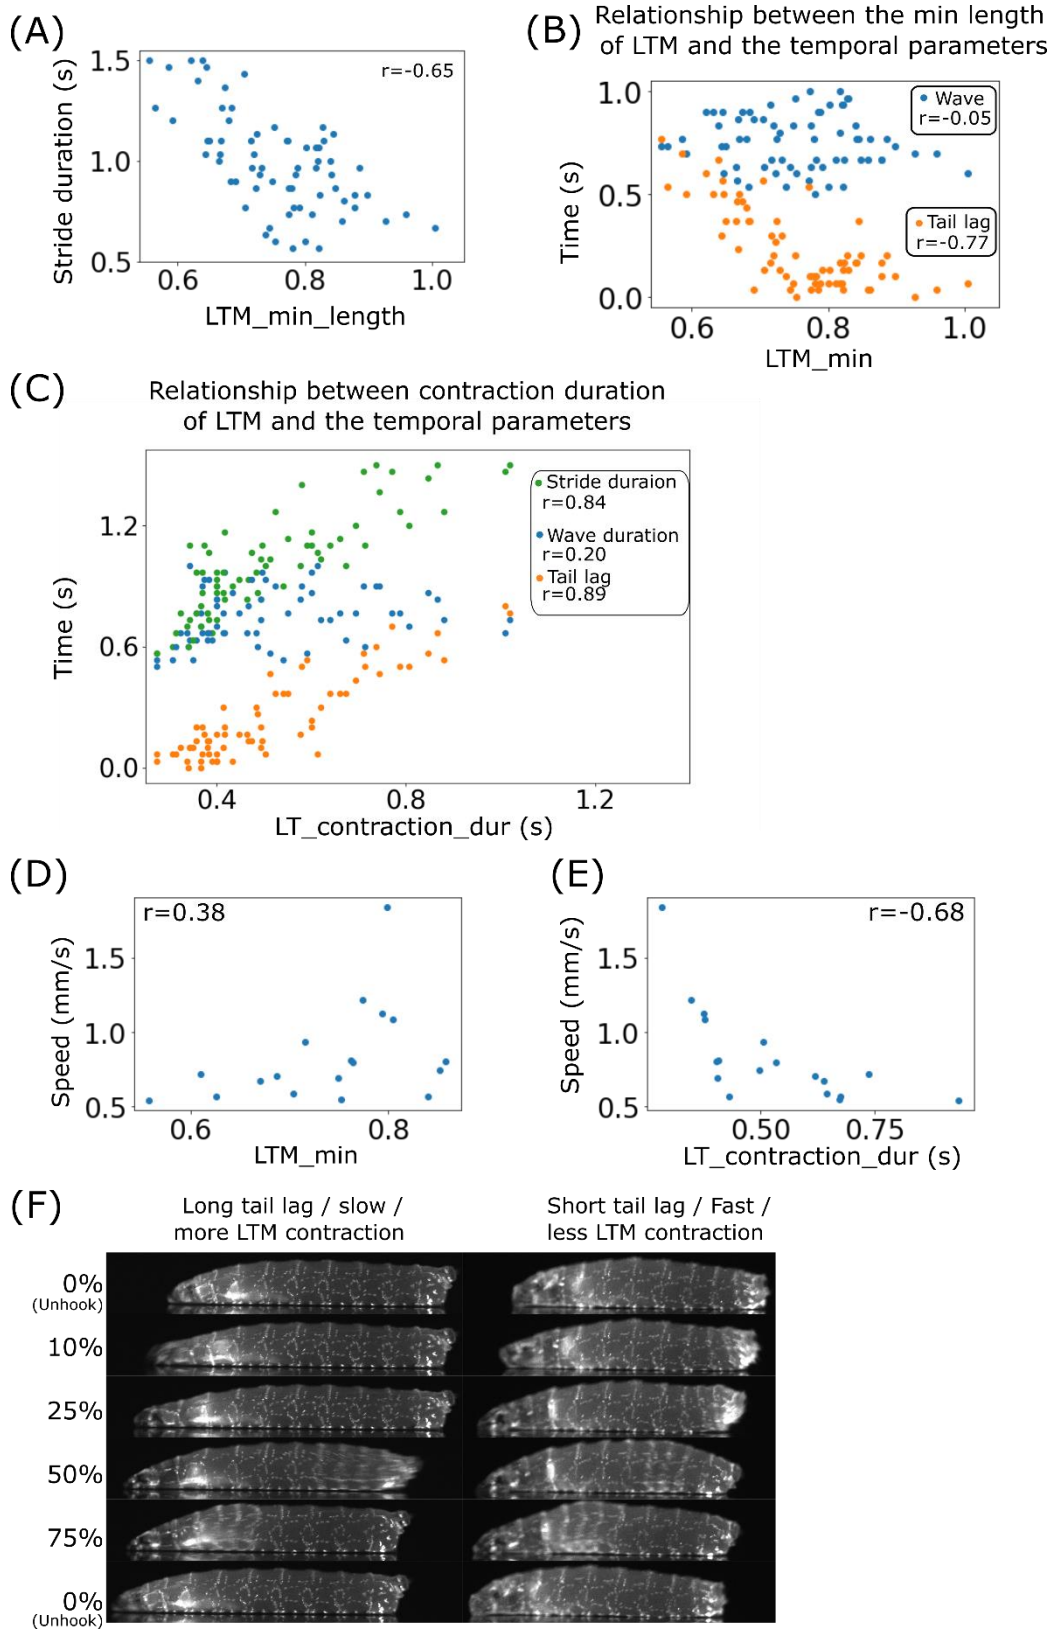 (A)
r=-0.65
Stride duration (s)
1.5
1.0
0.5
0.6
0.8
1.0
LTM_min_length
(B)
Relationship between the min length
of LTM and the temporal parameters
Wave
r=-0.05
Tail lag
r=-0.77
Time (s)
1.0
0.5
0.0
0.6
0.8
1.0
LTM_min
(C)
Relationship between contraction duration
of LTM and the temporal parameters
Stride duraion
r=0.84
Wave duration
r=0.20
Tail lag
r=0.89
Time (s)
1.2
0.6
0.0
0.4
0.8
1.2
LT_contraction_dur (s)
(D)
r=0.38
Speed (mm/s)
1.5
1.0
0.5
0.6
0.8
LTM_min
(E)
r=-0.68
Speed (mm/s)
1.5
1.0
0.5
0.50
0.75
LT_contraction_dur (s)
(F)
Long tail lag / slow /
more LTM contraction
Short tail lag / Fast /
less LTM contraction
0%
(Unhook)
10%
25%
50%
75%
0%
(Unhook)